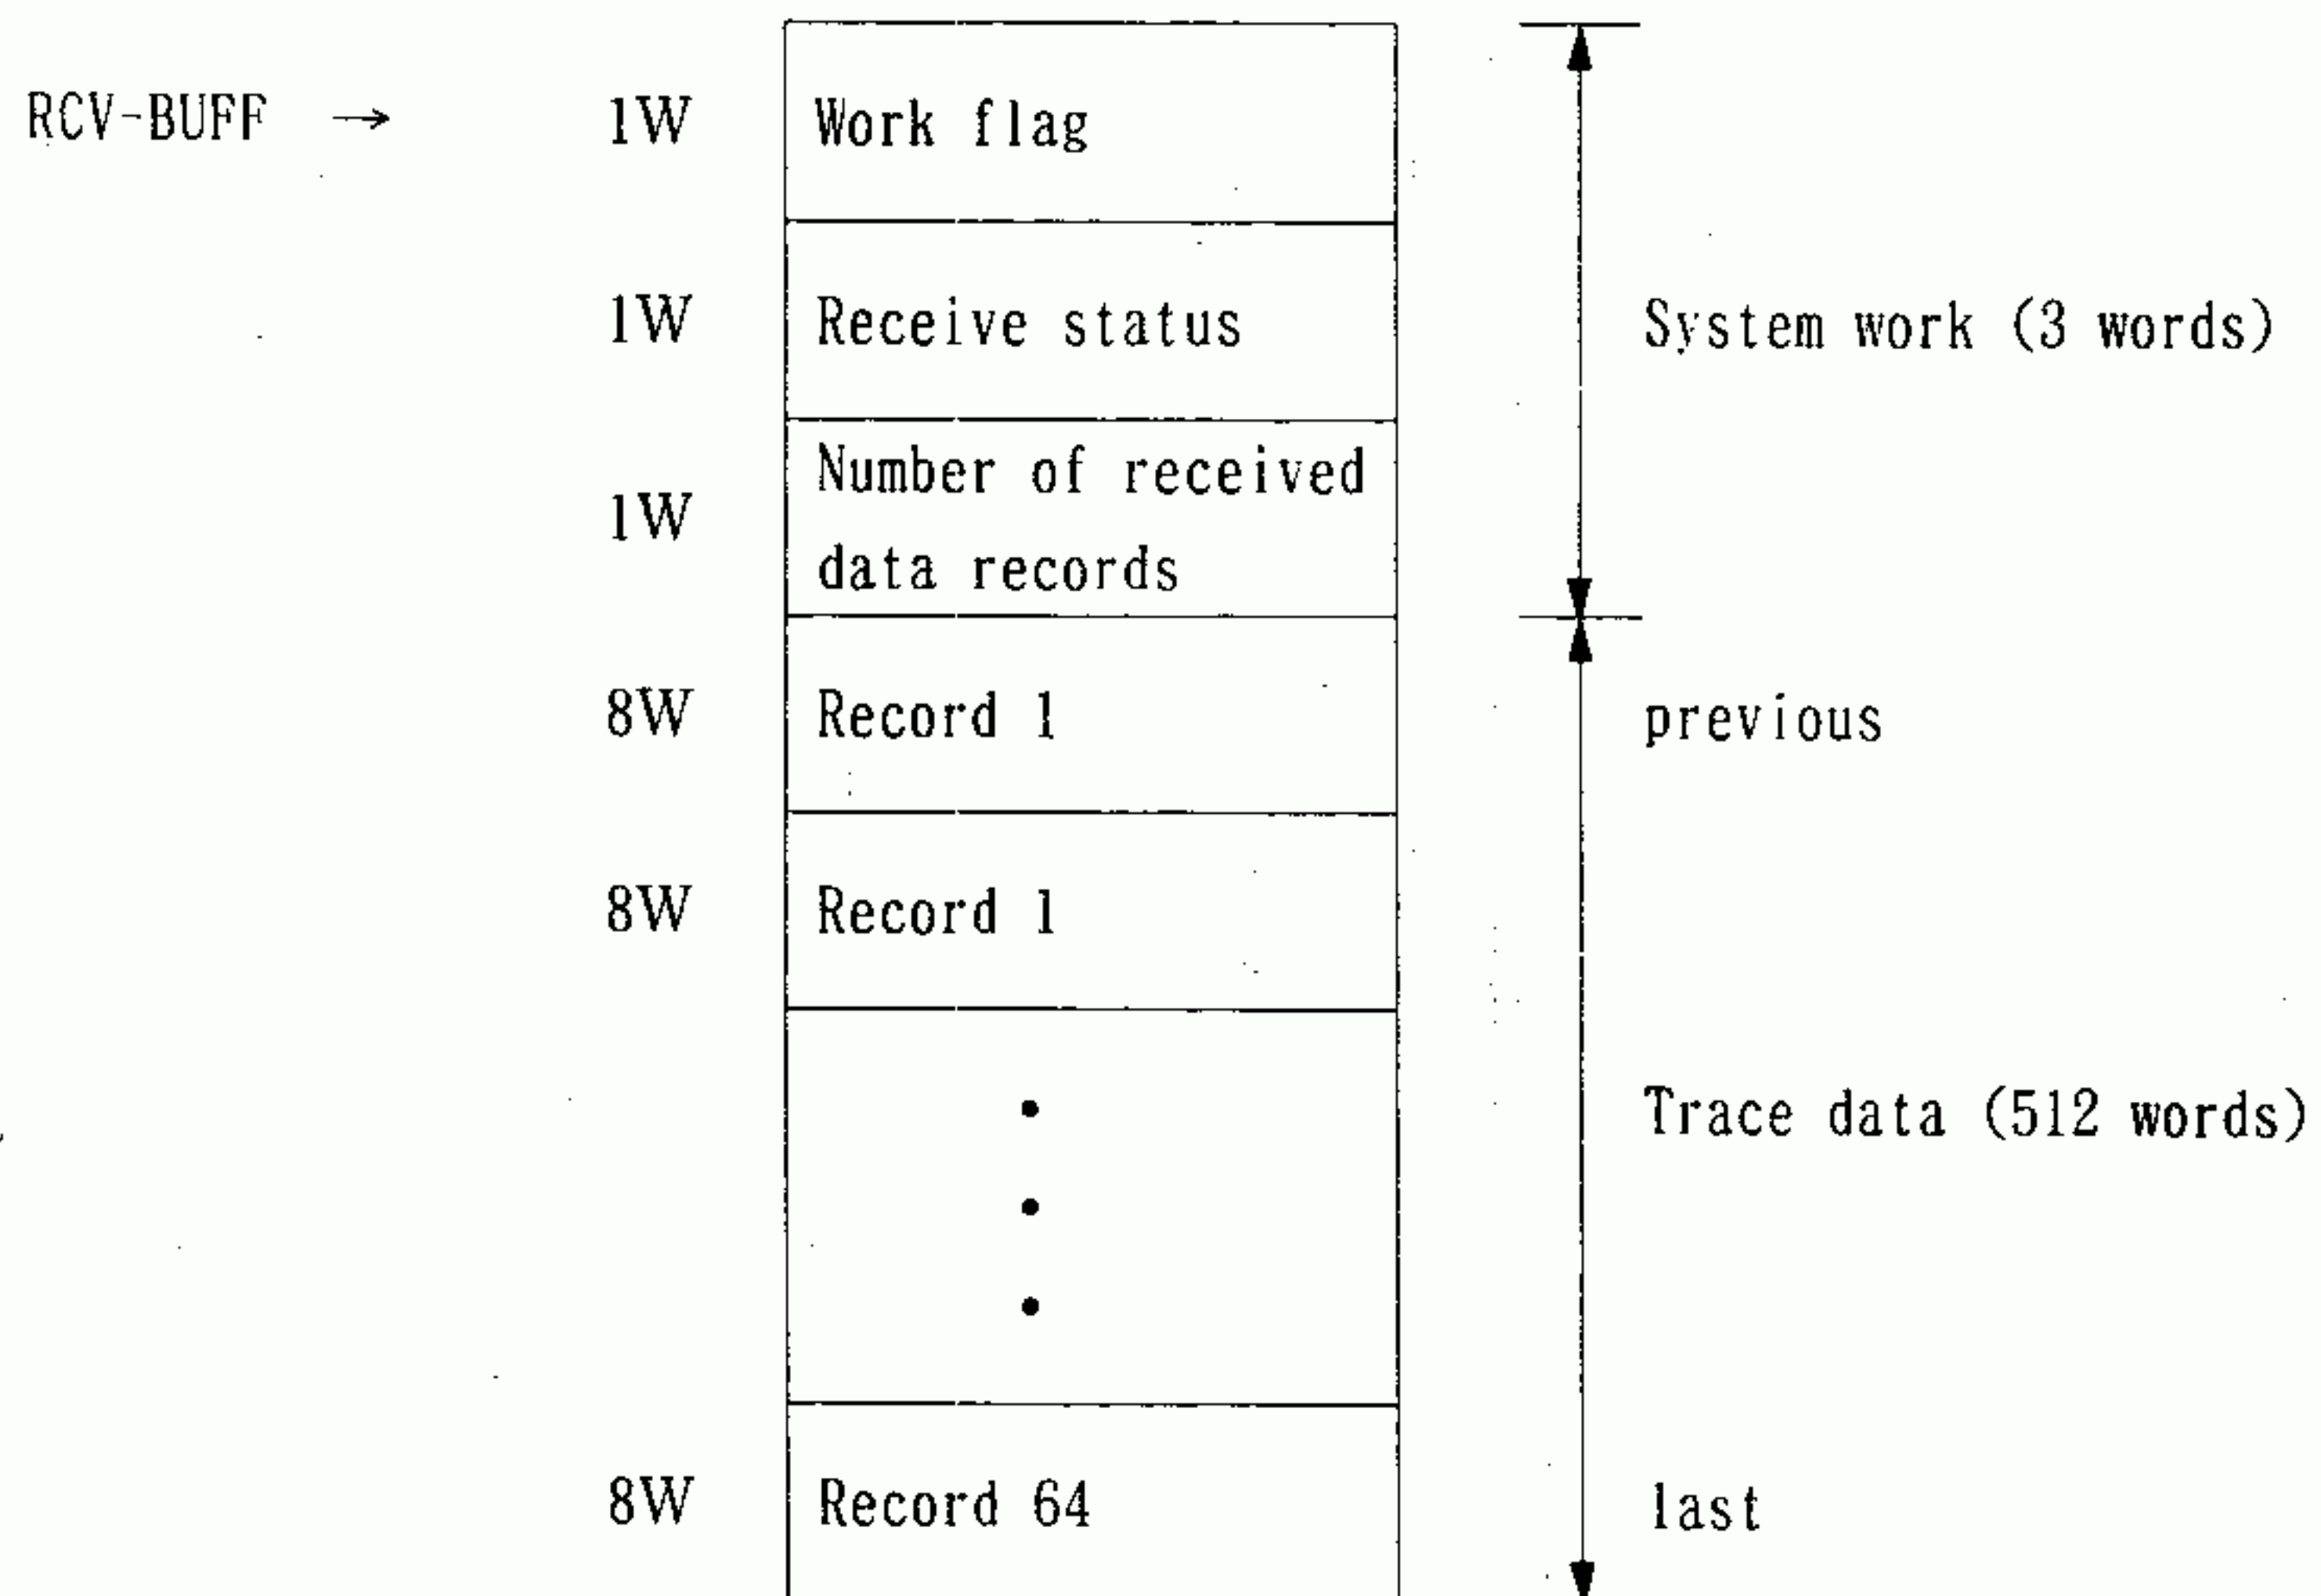 RCV-BUFF → 1W Work flag
1W Receive status System work (3 words)
Number of received
1W
data records
8W Record 1 previous
8W Record 1
Trace data (512 words)
8W Record 64 last